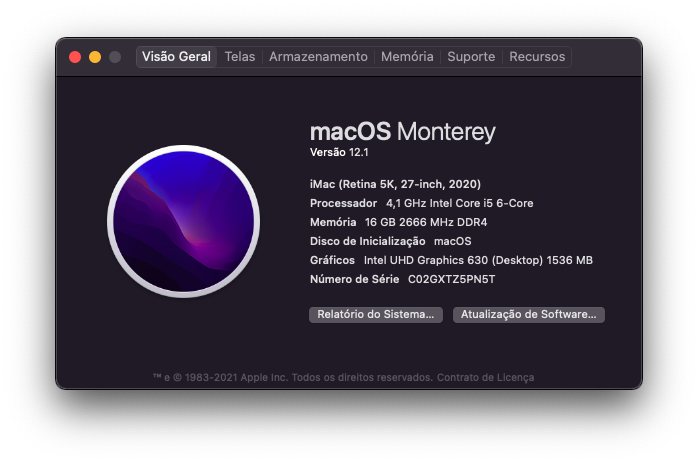 Visão Geral Telas Armazenamento Memória Suporte Recursos
macOS Monterey
Versão 12.1
iMac (Retina 5K, 27-inch, 2020)
Processador 4,1 GHz Intel Core i5 6-Core
Memória 16 GB 2666 MHz DDR4
Disco de Inicialização macOS
Gráficos Intel UHD Graphics 630 (Desktop) 1536 MB
Número de Série C02GXTZ5PN5T
Relatório do Sistema... Atualização de Software...
™ e © 1983-2021 Apple Inc. Todos os direitos reservados. Contrato de Licença